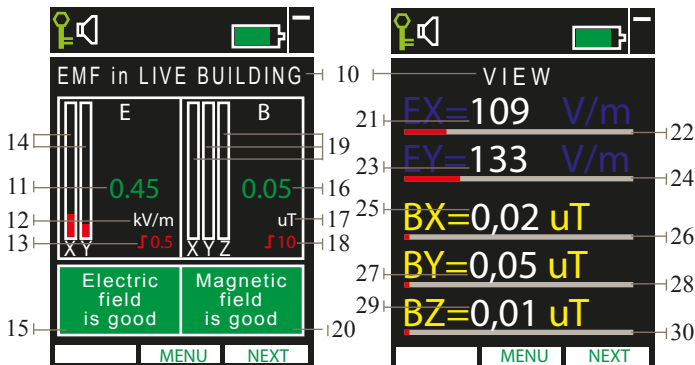 EMF in LIVE BUILDING
10
VIEW
E
B
14
19
11
0.45
0.05
16
12
kV/m
uT
17
13
0.5
10
18
X Y
X Y Z
Electric
field
is good
Magnetic
field
is good
15
20
MENU
NEXT
EX=109 V/m
21
22
EY=133 V/m
23
24
25
BX=0,02 uT
26
27
BY=0,05 uT
28
29
BZ=0,01 uT
30
MENU
NEXT